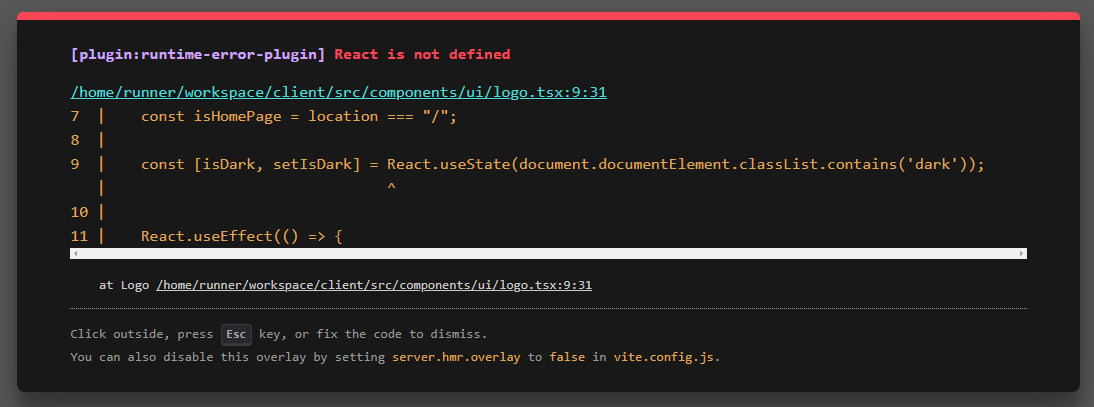 [plugin:runtime-error-plugin] React is not defined
/home/runner/workspace/client/src/components/ui/logo.tsx:9:31
7  |    const isHomePage = location === "/";
8  |
9  |    const [isDark, setIsDark] = React.useState(document.documentElement.classList.contains('dark'));
   |                                ^
10 |
11 |    React.useEffect(() => {
at Logo /home/runner/workspace/client/src/components/ui/logo.tsx:9:31
Click outside, press Esc key, or fix the code to dismiss.
You can also disable this overlay by setting server.hmr.overlay to false in vite.config.js.